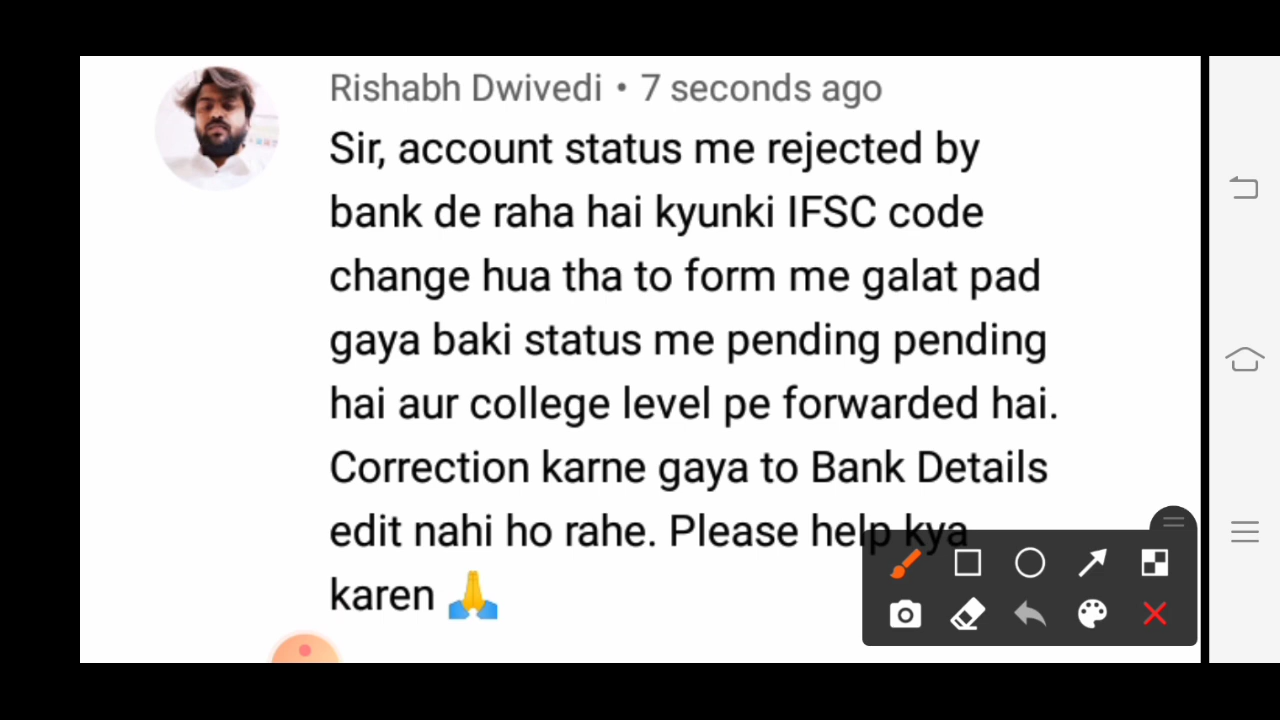 Rishabh Dwivedi • 7 seconds ago
Sir, account status me rejected by
bank de raha hai kyunki IFSC code
change hua tha to form me galat pad
gaya baki status me pending pending
hai aur college level pe forwarded hai.
Correction karne gaya to Bank Details
edit nahi ho rahe. Please help kya
karen 🙏